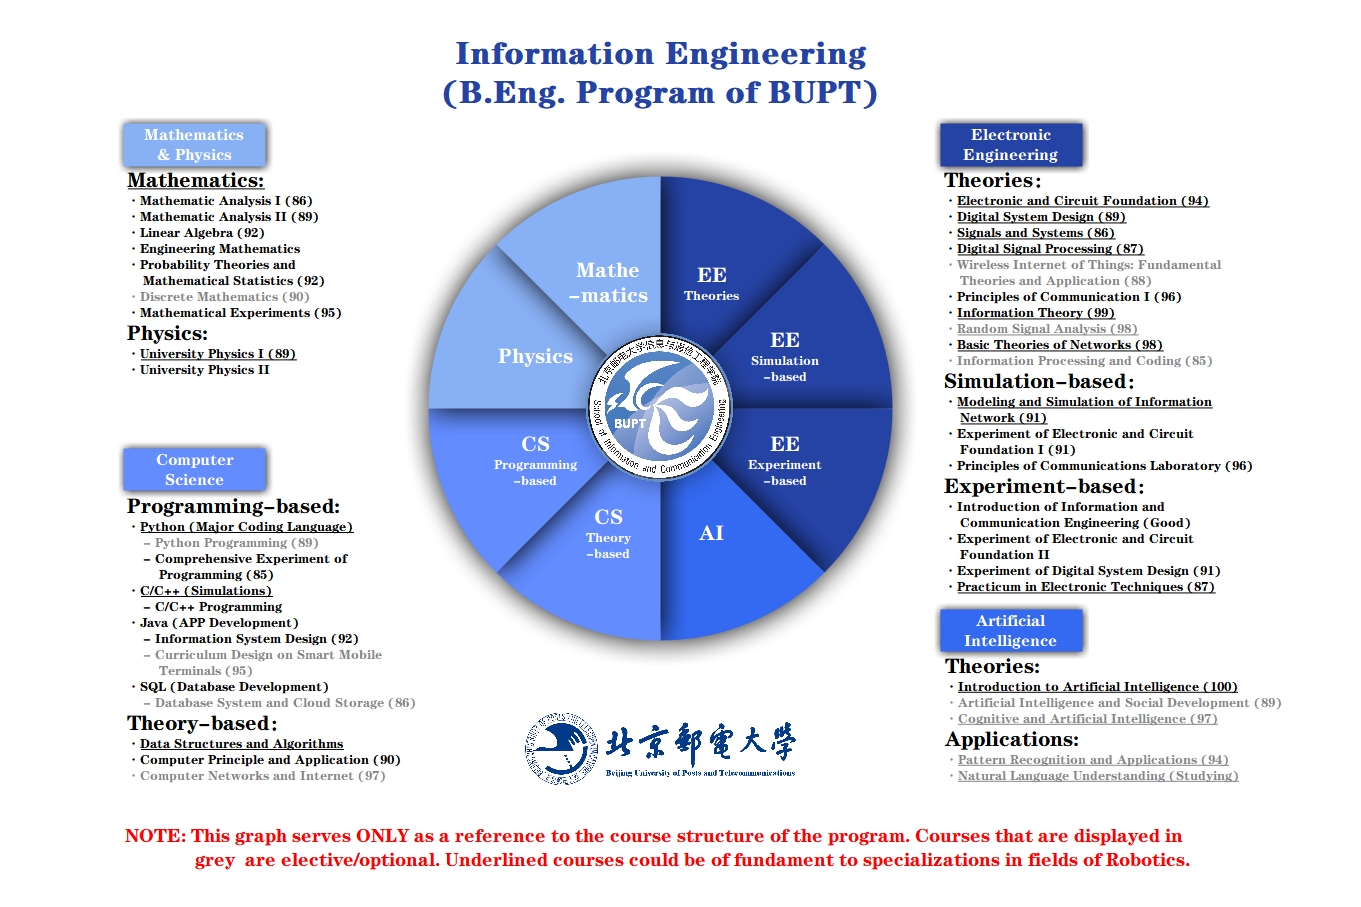 Information Engineering
(B.Eng. Program of BUPT)
Mathematics
& Physics
Mathematics:
· Mathematic Analysis I (86)
· Mathematic Analysis II (89)
· Linear Algebra (92)
· Engineering Mathematics
· Probability Theories and
Mathematical Statistics (92)
· Discrete Mathematics (90)
· Mathematical Experiments (95)
Physics:
· University Physics I (89)
· University Physics II
Computer
Science
Programming-based:
· Python (Major Coding Language)
- Python Programming (89)
- Comprehensive Experiment of
Programming (85)
· C/C++ (Simulations)
- C/C++ Programming
· Java (APP Development)
- Information System Design (92)
- Curriculum Design on Smart Mobile
Terminals (95)
· SQL (Database Development)
- Database System and Cloud Storage (86)
Theory-based:
· Data Structures and Algorithms
· Computer Principle and Application (90)
· Computer Networks and Internet (97)
Mathe
-matics
EE
Theories
Physics
EE
Simulation
-based
CS
Programming
-based
EE
Experiment
-based
CS
Theory
-based
AI
北京邮电大学信息与通信工程学院
BUPT
School of Information and Communication Engineering
北京郵電大學
Beijing University of Posts and Telecommunications
Electronic
Engineering
Theories:
· Electronic and Circuit Foundation (94)
· Digital System Design (89)
· Signals and Systems (86)
· Digital Signal Processing (87)
· Wireless Internet of Things: Fundamental
Theories and Application (88)
· Principles of Communication I (96)
· Information Theory (99)
· Random Signal Analysis (98)
· Basic Theories of Networks (98)
· Information Processing and Coding (85)
Simulation-based:
· Modeling and Simulation of Information
Network (91)
· Experiment of Electronic and Circuit
Foundation I (91)
· Principles of Communications Laboratory (96)
Experiment-based:
· Introduction of Information and
Communication Engineering (Good)
· Experiment of Electronic and Circuit
Foundation II
· Experiment of Digital System Design (91)
· Practicum in Electronic Techniques (87)
Artificial
Intelligence
Theories:
· Introduction to Artificial Intelligence (100)
· Artificial Intelligence and Social Development (89)
· Cognitive and Artificial Intelligence (97)
Applications:
· Pattern Recognition and Applications (94)
· Natural Language Understanding (Studying)
NOTE: This graph serves ONLY as a reference to the course structure of the program. Courses that are displayed in
grey are elective/optional. Underlined courses could be of fundament to specializations in fields of Robotics.